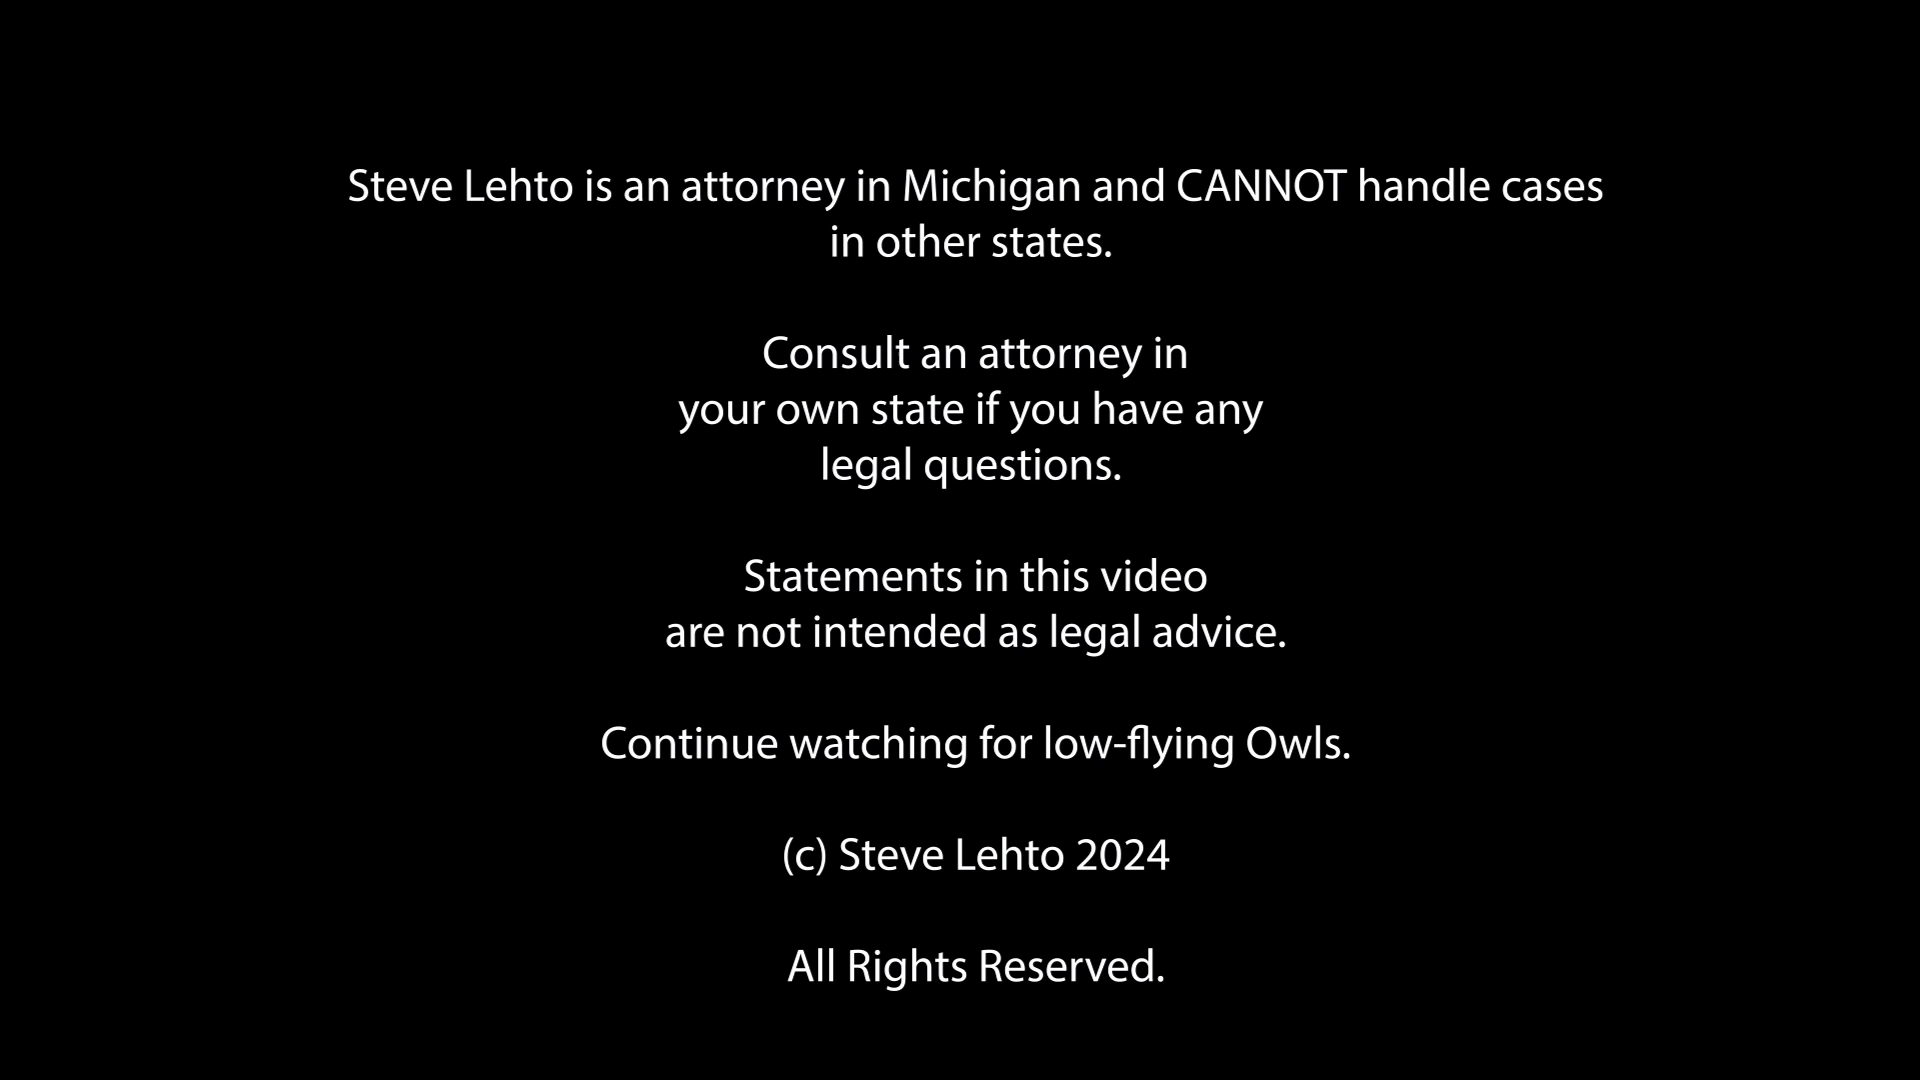 Steve Lehto is an attorney in Michigan and CANNOT handle cases
in other states.
Consult an attorney in
your own state if you have any
legal questions.
Statements in this video
are not intended as legal advice.
Continue watching for low-flying Owls.
(c) Steve Lehto 2024
All Rights Reserved.